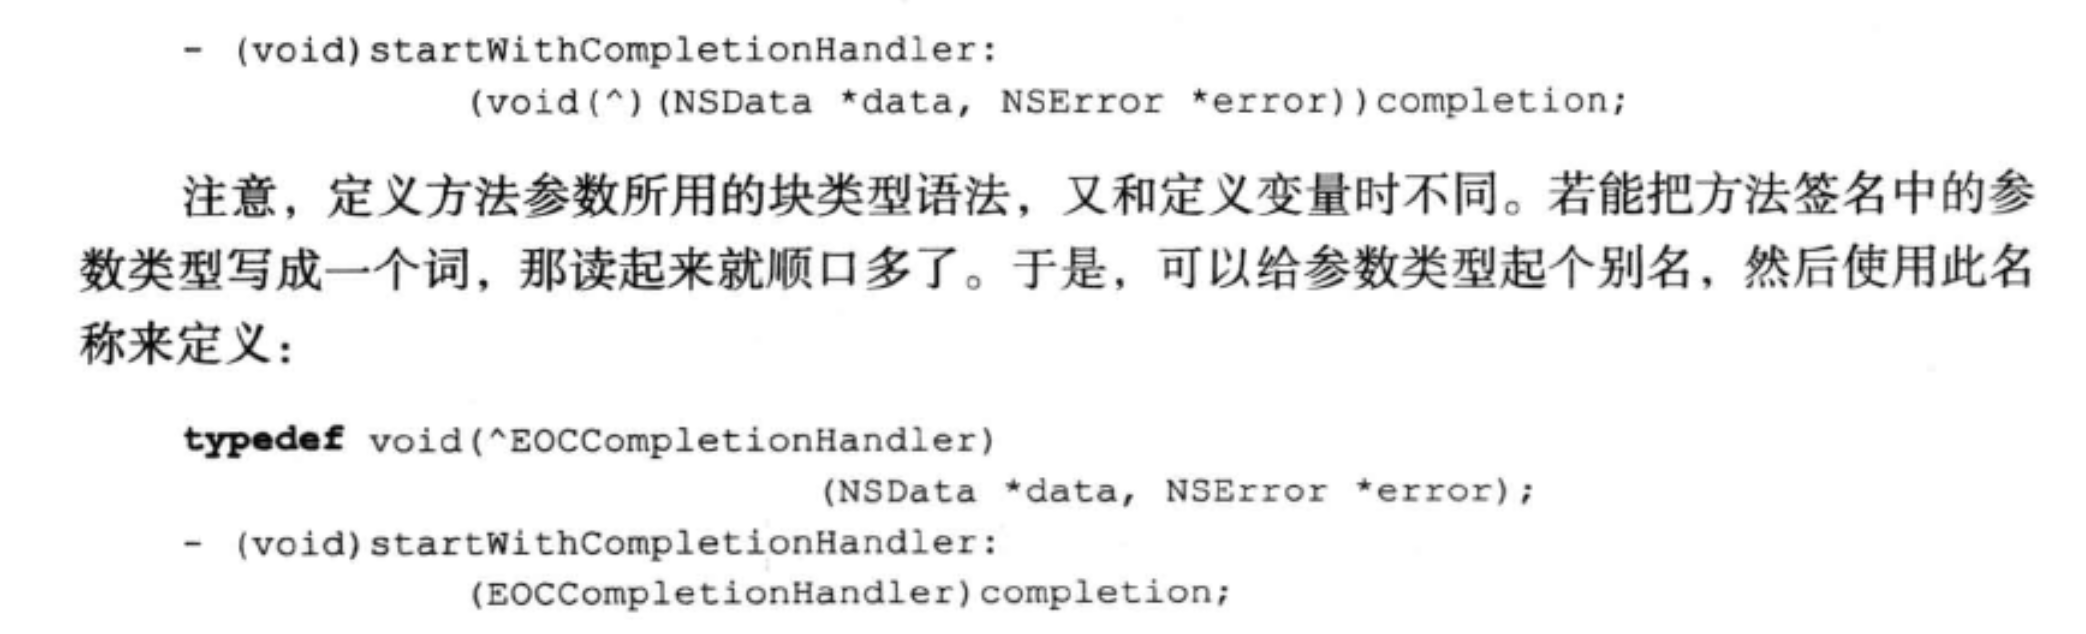 - (void)startWithCompletionHandler:
(void(^)(NSData *data, NSError *error))completion;
注意，定义方法参数所用的块类型语法，又和定义变量时不同。若能把方法签名中的参
数类型写成一个词，那读起来就顺口多了。于是，可以给参数类型起个别名，然后使用此名
称来定义：
typedef void(^EOCCompletionHandler)
(NSData *data, NSError *error);
- (void)startWithCompletionHandler:
(EOCCompletionHandler)completion;